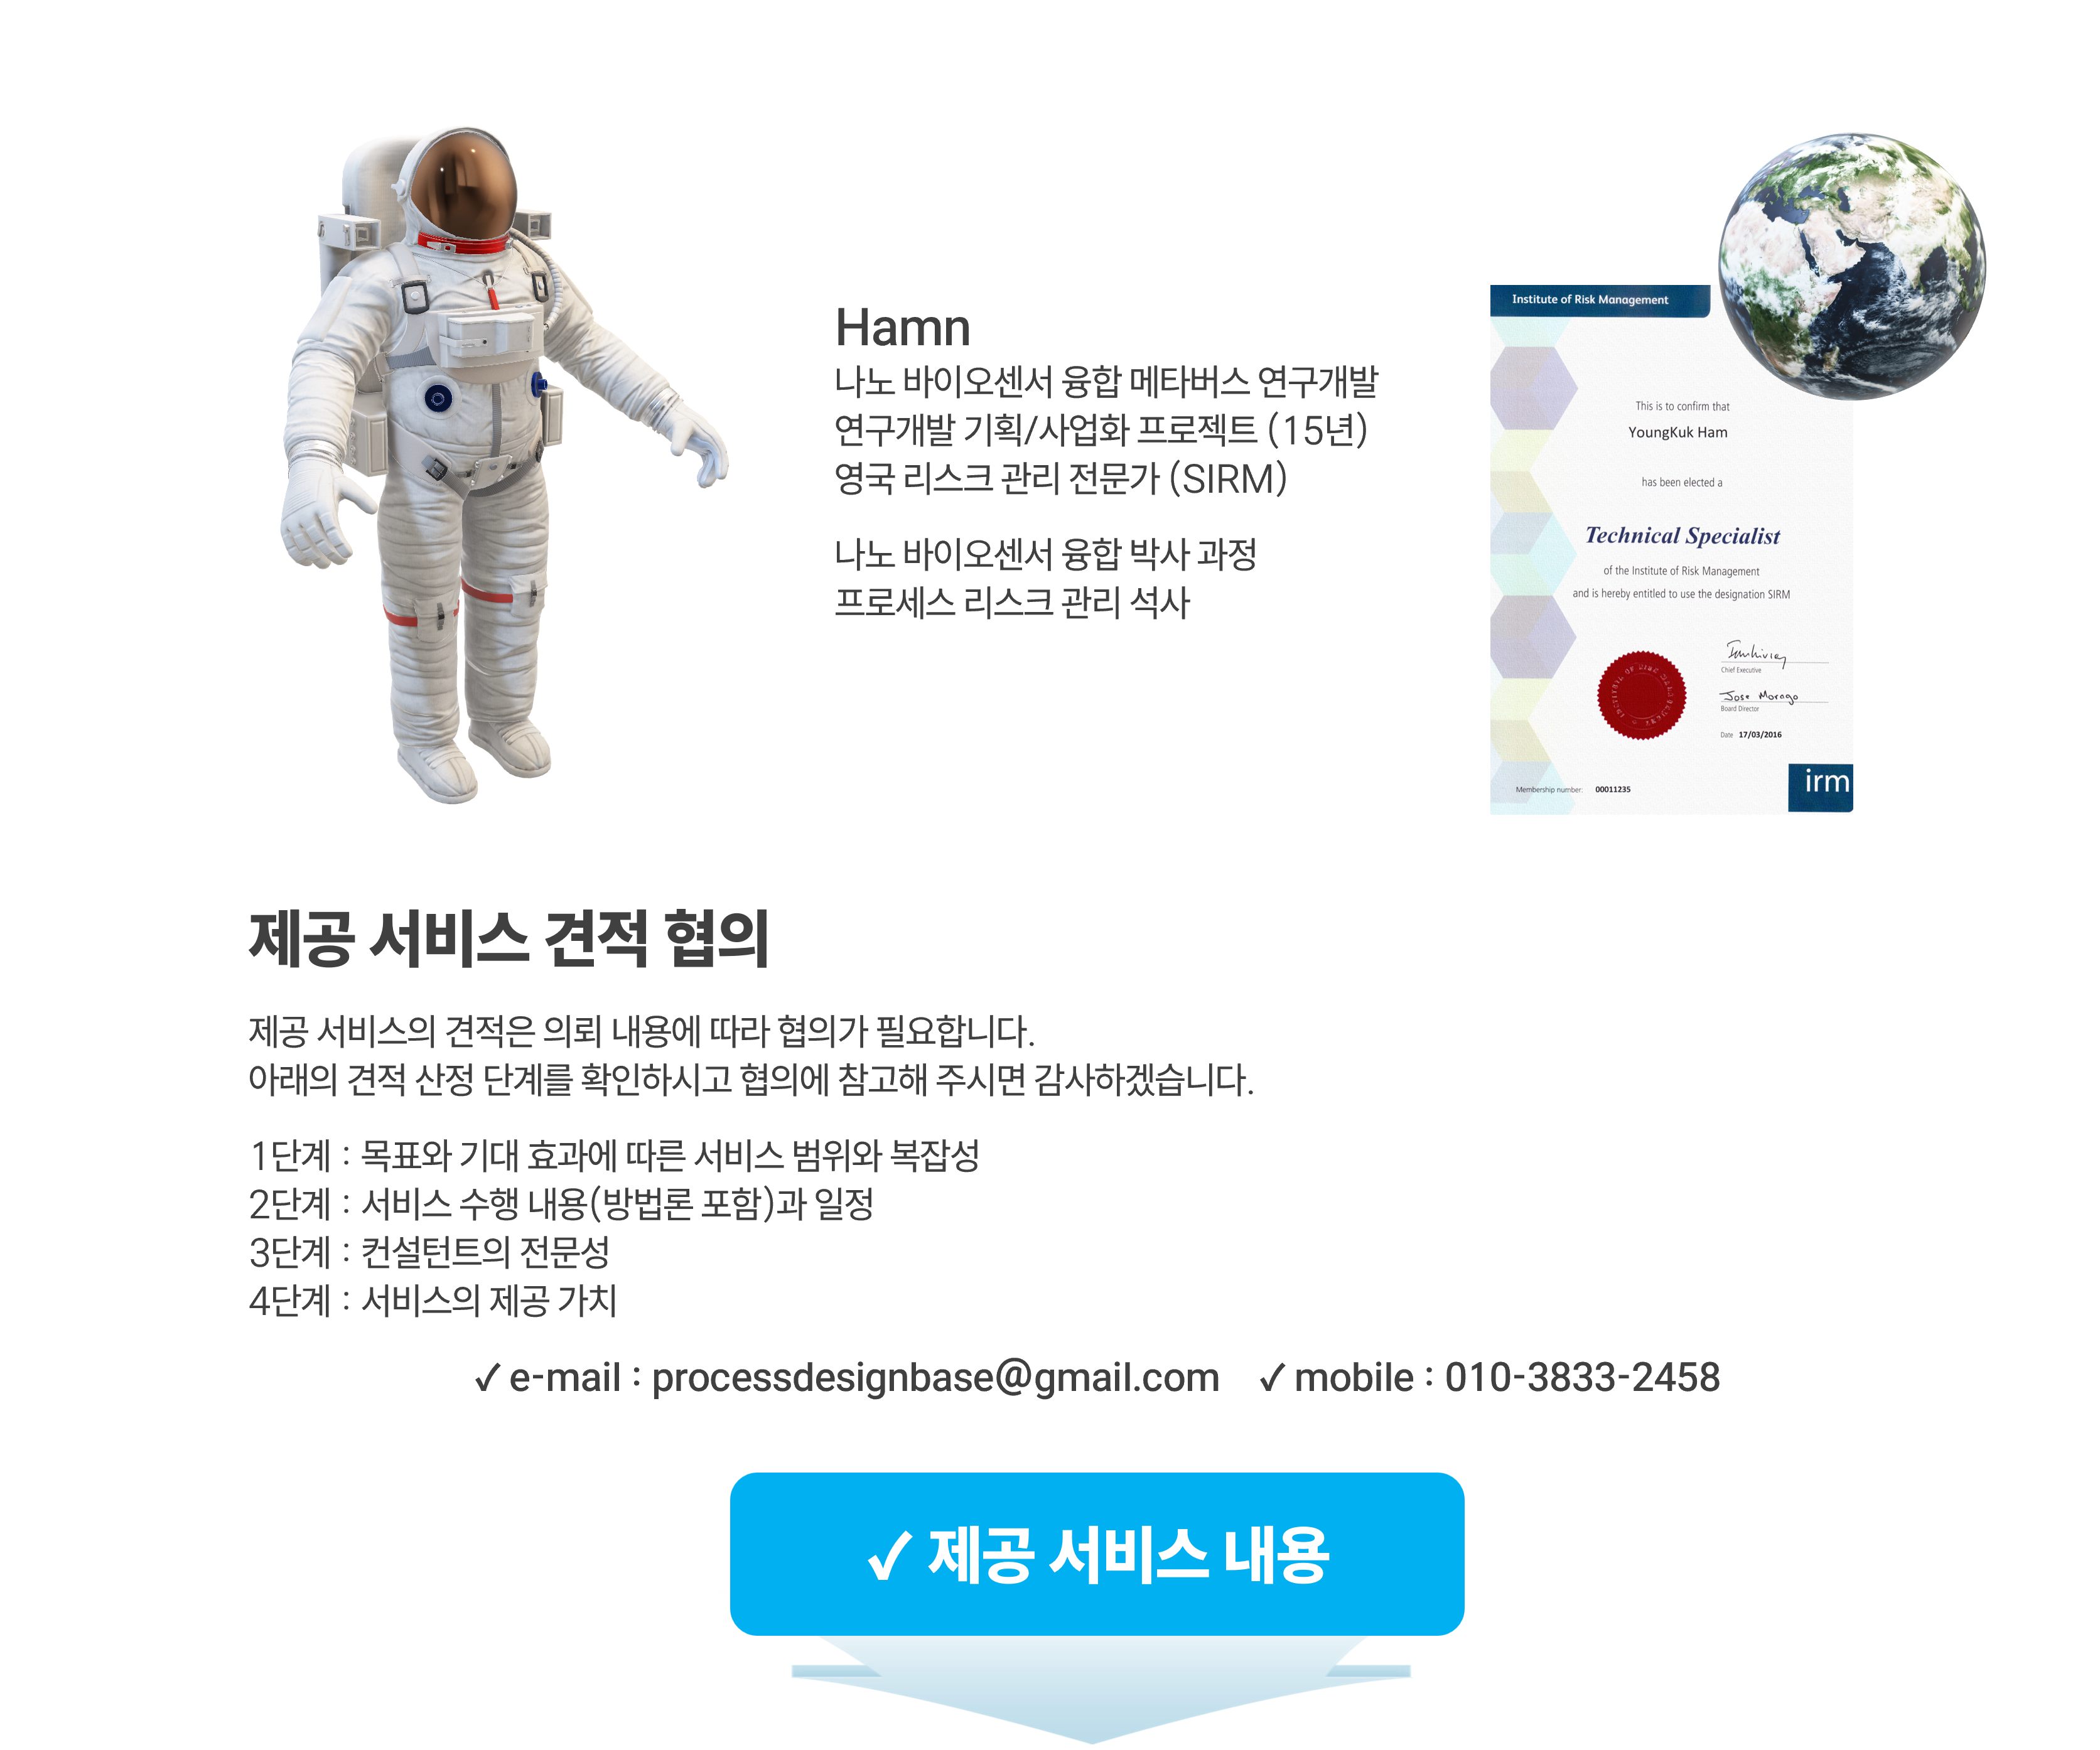 Hamn
나노 바이오센서 융합 메타버스 연구개발
연구개발 기획/사업화 프로젝트 (15년)
영국 리스크 관리 전문가 (SIRM)
나노 바이오센서 융합 박사 과정
프로세스 리스크 관리 석사
Institute of Risk Management
This is to confirm that
YoungKuk Ham
has been elected a
Technical Specialist
of the Institute of Risk Management
and is hereby entitled to use the designation SIRM
Chief Executive
Jose Morago
Board Director
Date 17/03/2016
Membership number: 00011235
irm
제공 서비스 견적 협의
제공 서비스의 견적은 의뢰 내용에 따라 협의가 필요합니다.
아래의 견적 산정 단계를 확인하시고 협의에 참고해 주시면 감사하겠습니다.
1단계 : 목표와 기대 효과에 따른 서비스 범위와 복잡성
2단계 : 서비스 수행 내용(방법론 포함)과 일정
3단계 : 컨설턴트의 전문성
4단계 : 서비스의 제공 가치
✓ e-mail : processdesignbase@gmail.com ✓ mobile : 010-3833-2458
✓ 제공 서비스 내용